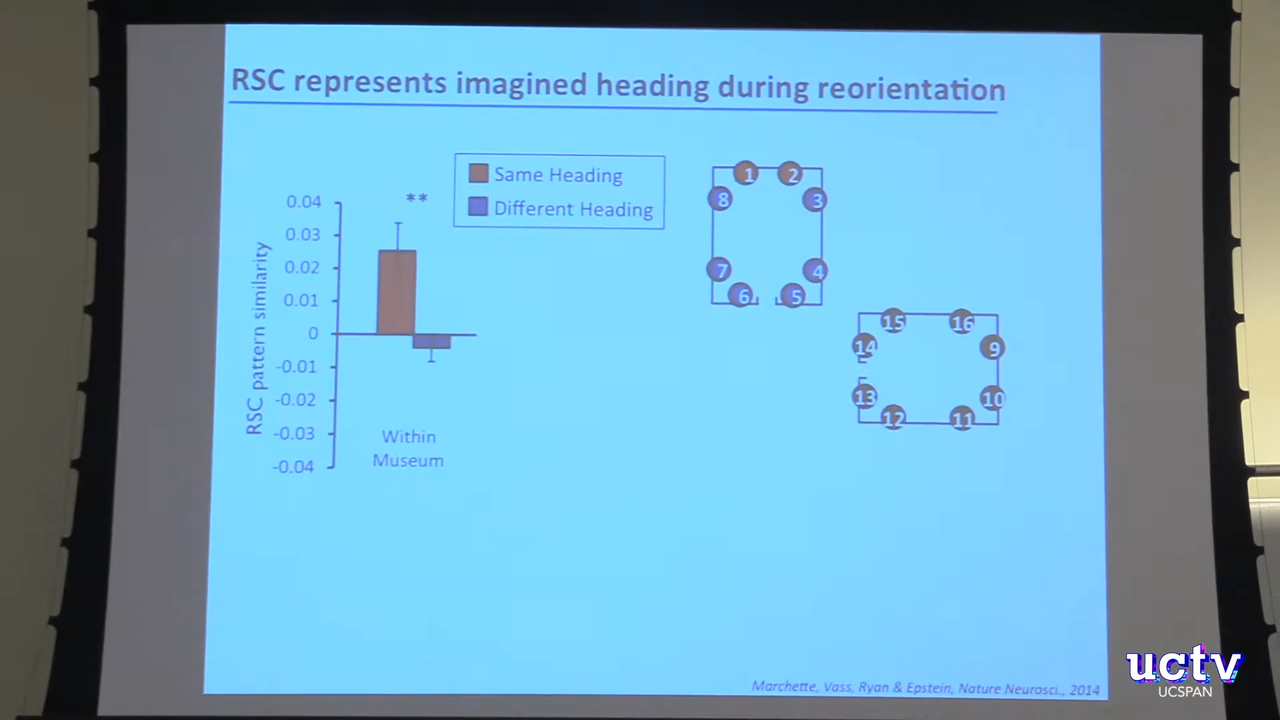 RSC represents imagined heading during reorientation
Same Heading
Different Heading
**
RSC pattern similarity
0.04
0.03
0.02
0.01
0
-0.01
-0.02
-0.03
-0.04
Within
Museum
1
2
8
3
7
4
6
5
15
16
14
9
13
10
12
11
Marchette, Vass, Ryan & Epstein, Nature Neurosci., 2014
uctv
UCSPAN